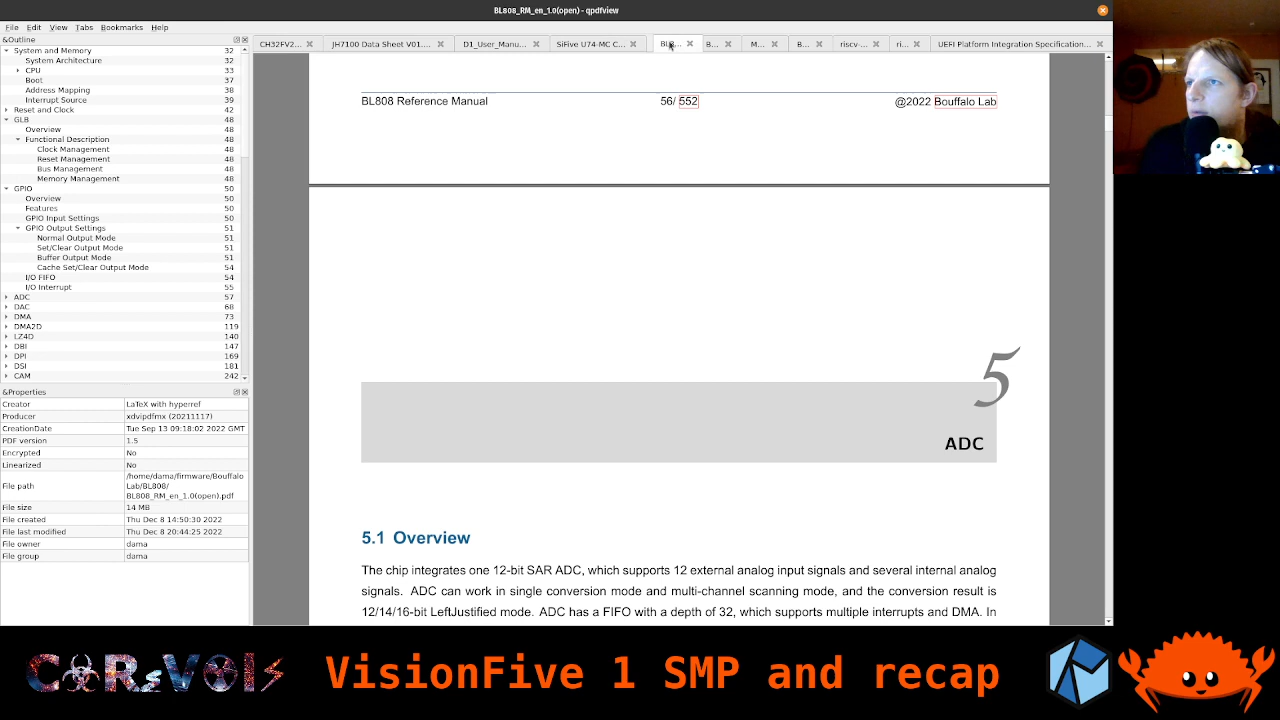 BL808_RM_en_1.0(open) - qpdfview
File Edit View Tabs Bookmarks Help
&Outline
CH32FV2...
JH7100 Data Sheet V01....
D1_User_Manu...
SiFive U74-MC C...
B...
M...
B...
riscv-...
ri...
UEFI Platform Integration Specification...
System and Memory 32
System Architecture 32
CPU 33
Boot 37
Address Mapping 38
Interrupt Source 39
Reset and Clock 42
GLB 48
Overview 48
Functional Description 48
Clock Management 48
Reset Management 48
Bus Management 48
Memory Management 48
GPIO 50
Overview 50
Features 50
GPIO Input Settings 50
GPIO Output Settings 51
Normal Output Mode 51
Set/Clear Output Mode 51
Buffer Output Mode 51
Cache Set/Clear Output Mode 54
I/O FIFO 54
I/O Interrupt 55
ADC 57
DAC 68
DMA 73
DMA2D 119
LZ4D 140
DBI 147
DPI 169
DSI 181
CAM 242
&Properties
Creator LaTeX with hyperref
Producer xdvipdfmx (20211117)
CreationDate Tue Sep 13 09:18:02 2022 GMT
PDF version 1.5
Encrypted No
Linearized No
File path /home/dama/firmware/Bouffalo
Lab/BL808/
BL808_RM_en_1.0(open).pdf
File size 14 MB
File created Thu Dec 8 14:50:30 2022
File last modified Thu Dec 8 20:44:25 2022
File owner dama
File group dama
BL808 Reference Manual 56/ 552 @2022 Bouffalo Lab
5
ADC
5.1 Overview
The chip integrates one 12-bit SAR ADC, which supports 12 external analog input signals and several internal analog
signals. ADC can work in single conversion mode and multi-channel scanning mode, and the conversion result is
12/14/16-bit LeftJustified mode. ADC has a FIFO with a depth of 32, which supports multiple interrupts and DMA. In
VisionFive 1 SMP and recap